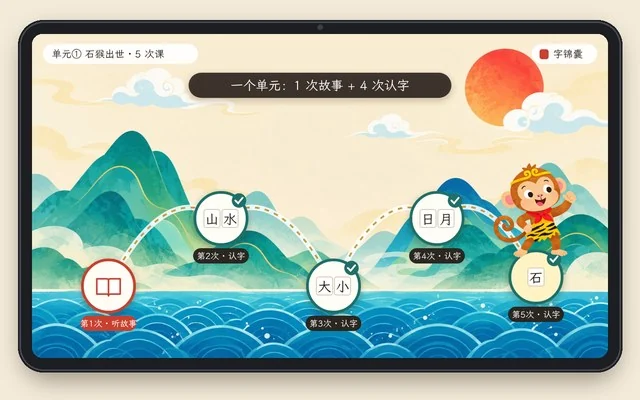 单元① 石猴出世·5 次课
字锦囊
一个单元：1 次故事 + 4 次认字
山 水
第2次·认字
日 月
第4次·认字
第1次·听故事
大 小
第3次·认字
石
第5次·认字